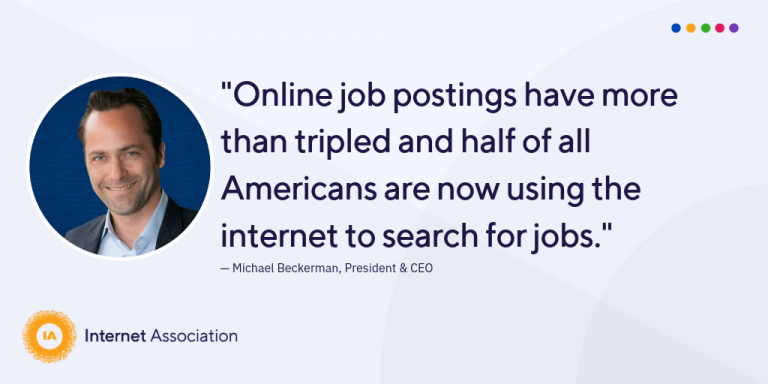 "Online job postings have more
than tripled and half of all
Americans are now using the
internet to search for jobs."
— Michael Beckerman, President & CEO
IA Internet Association